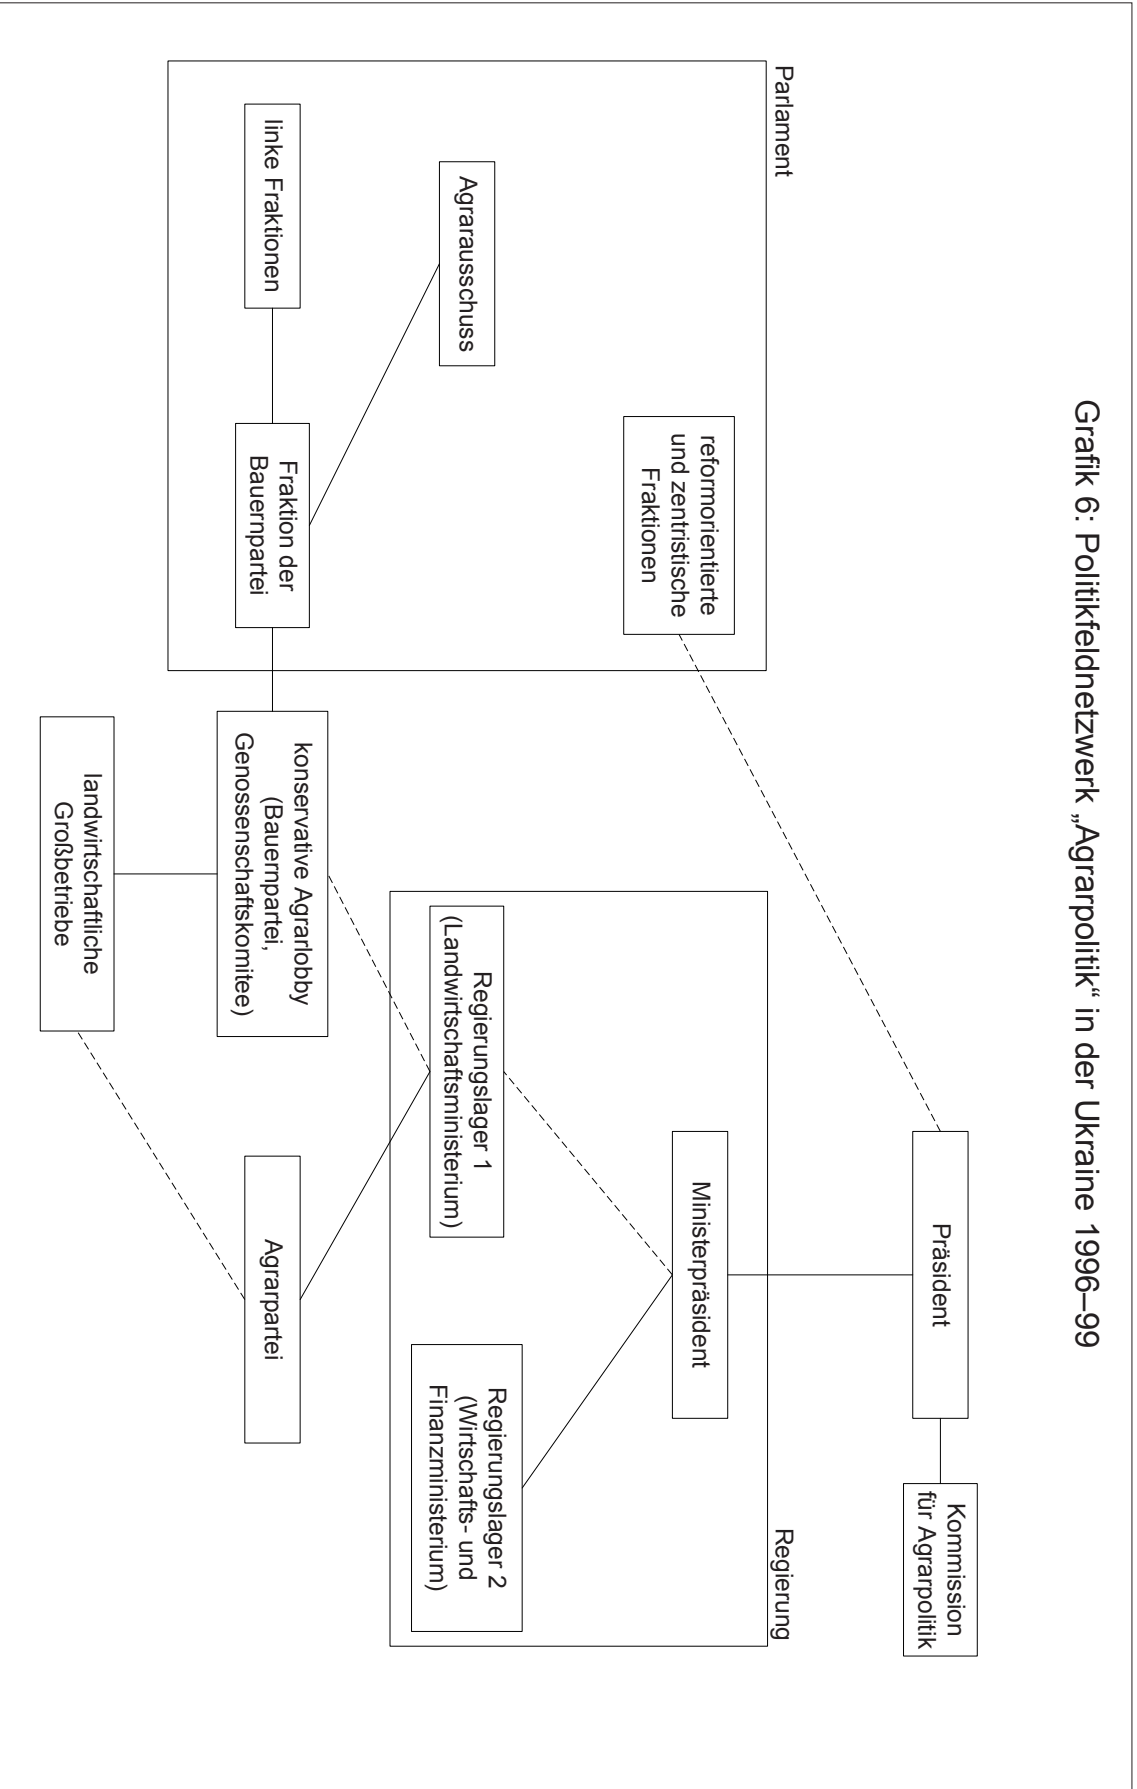 Grafik 6: Politikfeldnetzwerk „Agrarpolitik“ in der Ukraine 1996–99
Präsident
Kommission
für Agrarpolitik
Parlament
Regierung
reformorientierte
und zentristische
Fraktionen
Ministerpräsident
Agrarausschuss
Regierungslager 1
(Landwirtschaftsministerium)
Regierungslager 2
(Wirtschafts- und
Finanzministerium)
linke Fraktionen
Fraktion der
Bauernpartei
konservative Agrarlobby
(Bauernpartei,
Genossenschaftskomitee)
Agrarpartei
landwirtschaftliche
Großbetriebe